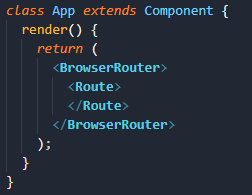 class App extends Component {
  render() {
    return (
      <BrowserRouter>
        <Route>
        </Route>
      </BrowserRouter>
    );
  }
}